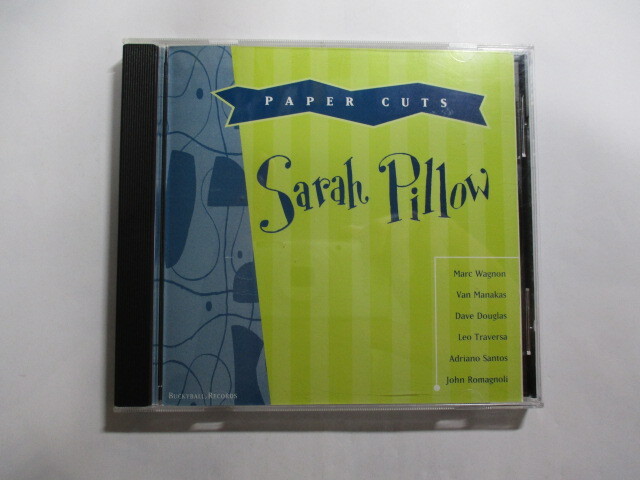 PAPER CUTS
Sarah Pillow
Marc Wagnon
Van Manakas
Dave Douglas
Leo Traversa
Adriano Santos
John Romagnoli
BUCKYBALL RECORDS